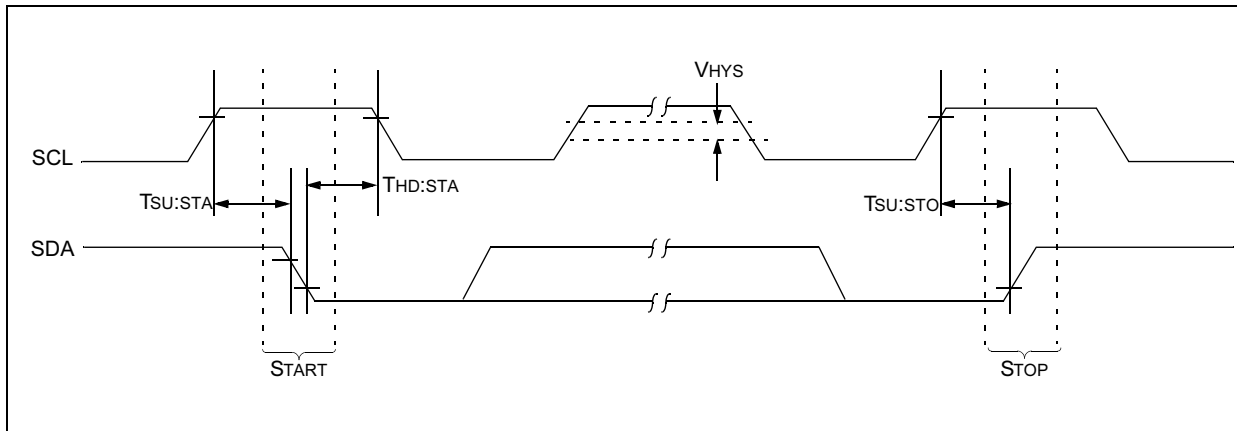 VHYS
SCL
TSU:STA
THD:STA
TSU:STO
SDA
START
STOP